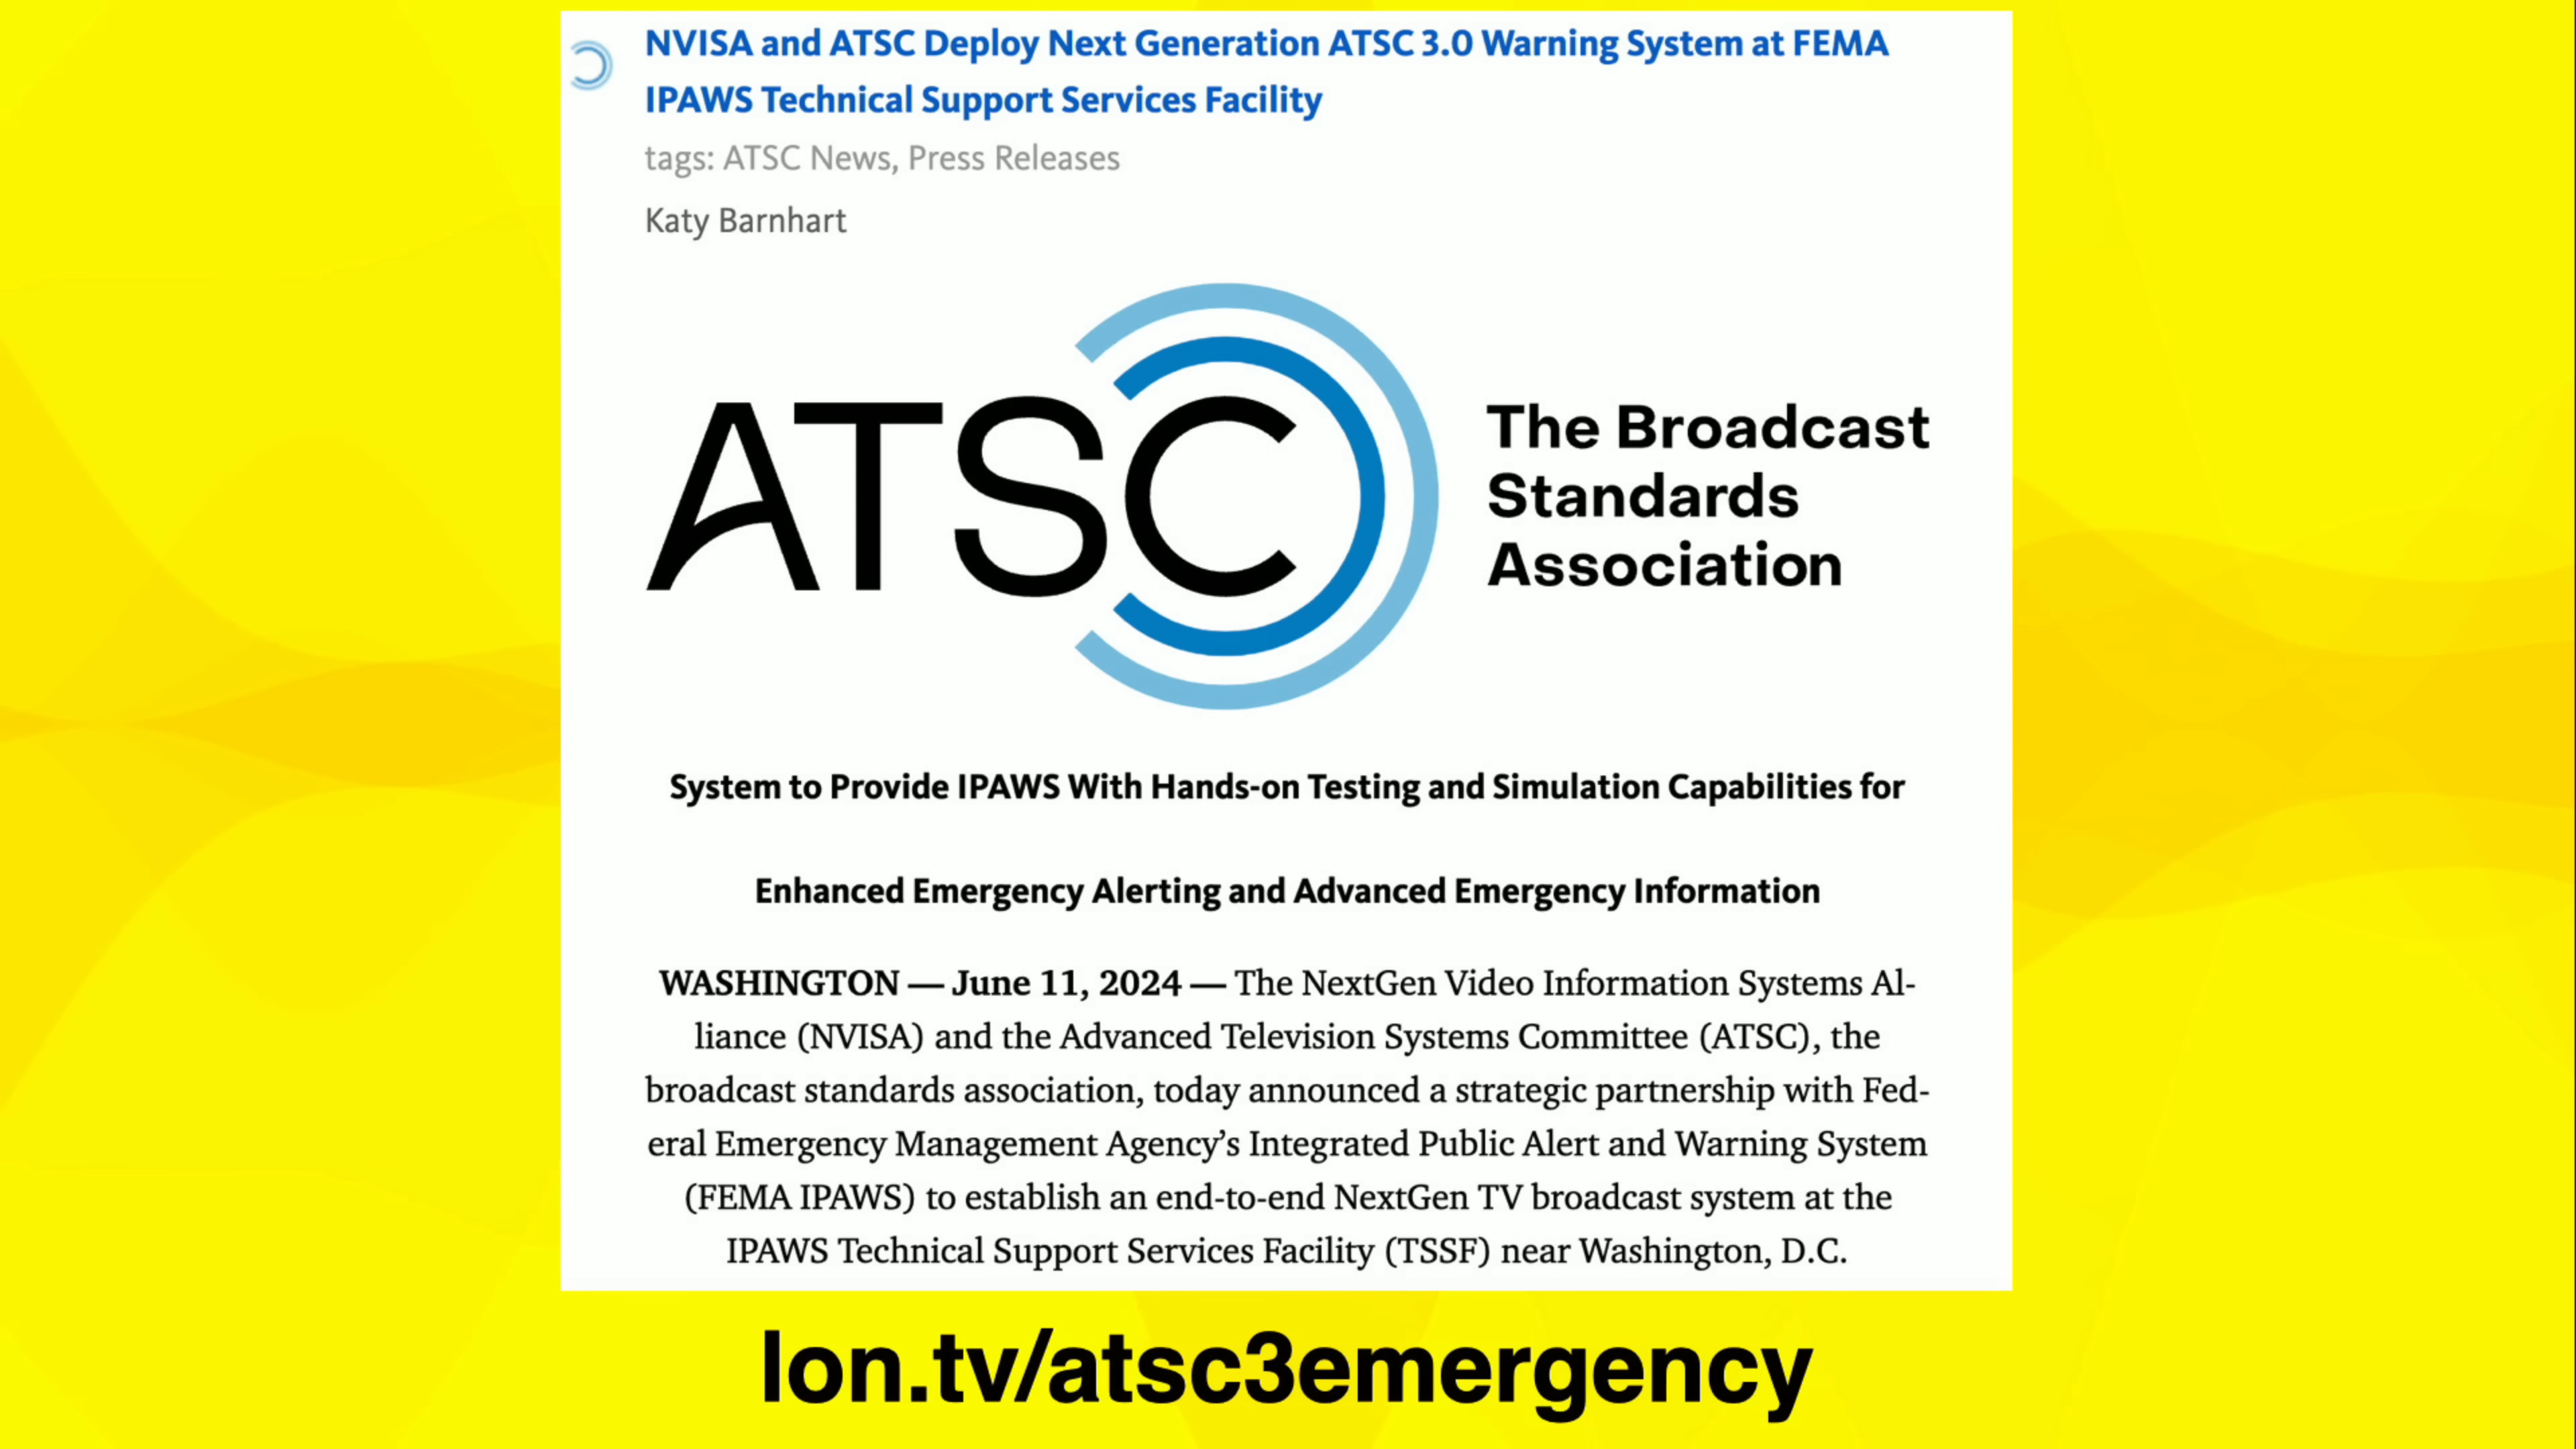 NVISA and ATSC Deploy Next Generation ATSC 3.0 Warning System at FEMA
IPAWS Technical Support Services Facility
tags: ATSC News, Press Releases
Katy Barnhart
ATSC
The Broadcast
Standards
Association
System to Provide IPAWS With Hands-on Testing and Simulation Capabilities for
Enhanced Emergency Alerting and Advanced Emergency Information
WASHINGTON — June 11, 2024 — The NextGen Video Information Systems Al-
liance (NVISA) and the Advanced Television Systems Committee (ATSC), the
broadcast standards association, today announced a strategic partnership with Fed-
eral Emergency Management Agency’s Integrated Public Alert and Warning System
(FEMA IPAWS) to establish an end-to-end NextGen TV broadcast system at the
IPAWS Technical Support Services Facility (TSSF) near Washington, D.C.
lon.tv/atsc3emergency